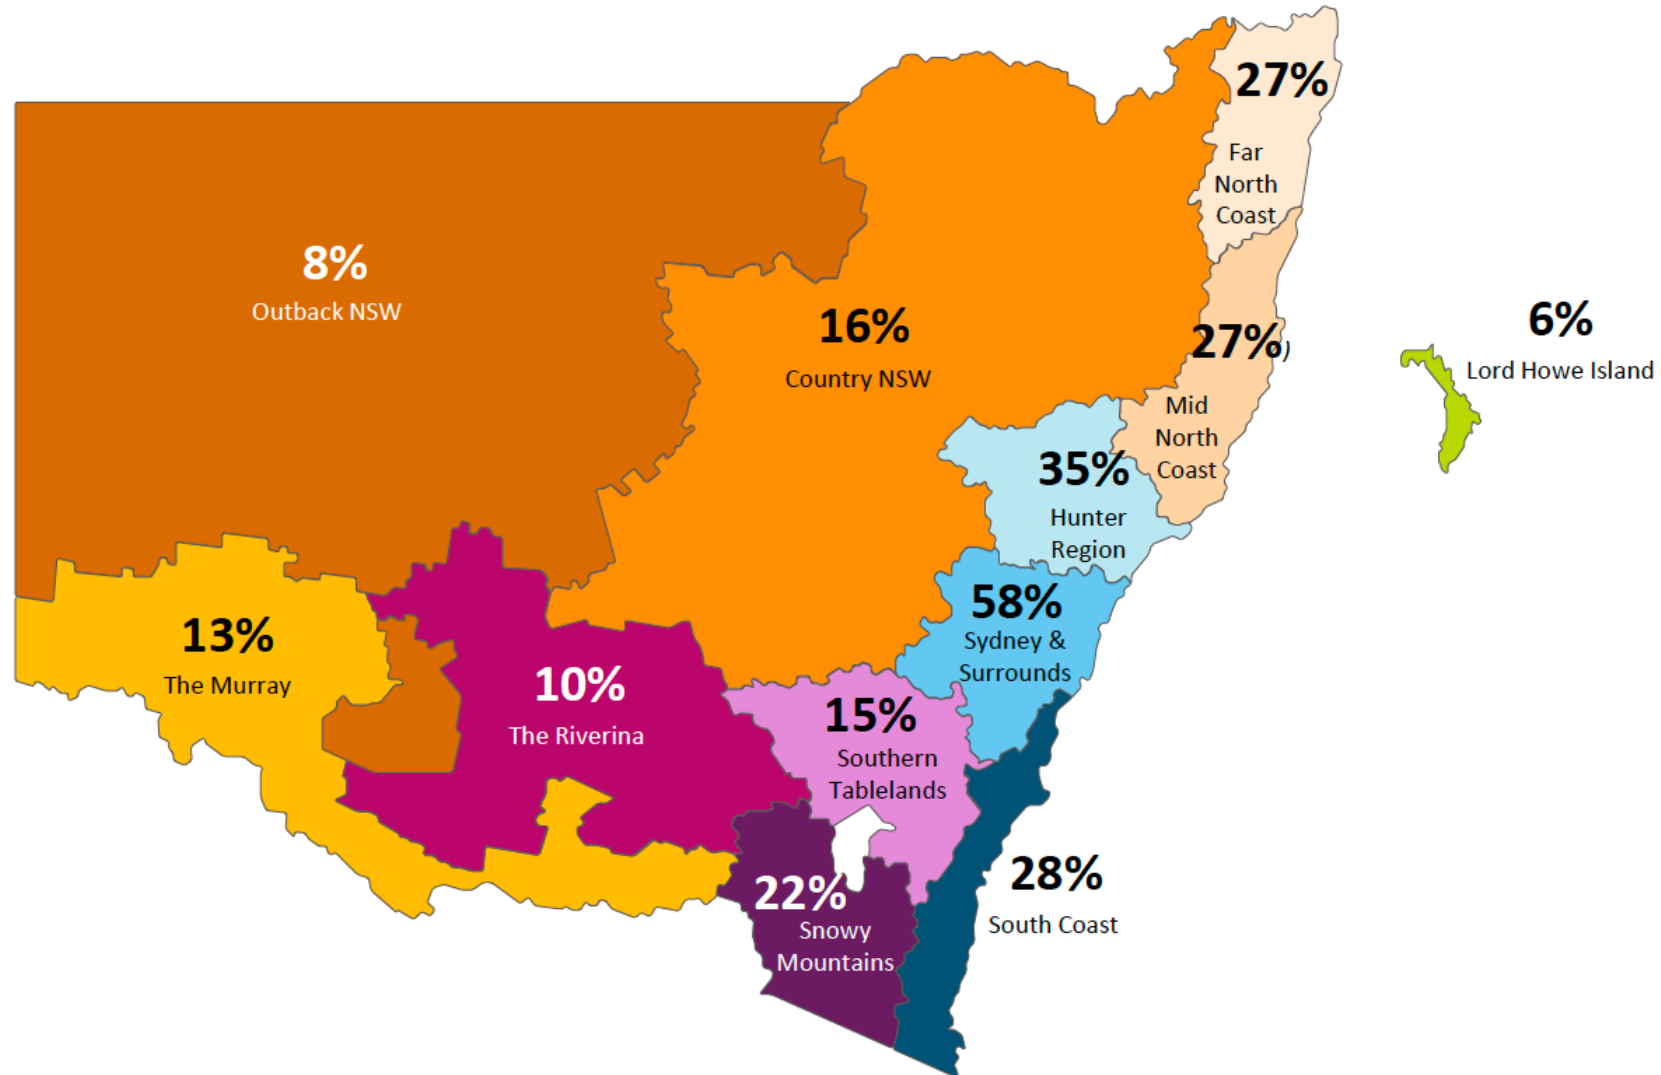 27%
Far
North
Coast
8%
Outback NSW
16%
Country NSW
27%)
Mid
North
Coast
6%
Lord Howe Island
35%
Hunter
Region
58%
Sydney &
Surrounds
13%
The Murray
10%
The Riverina
15%
Southern
Tablelands
22%
Snowy
Mountains
28%
South Coast